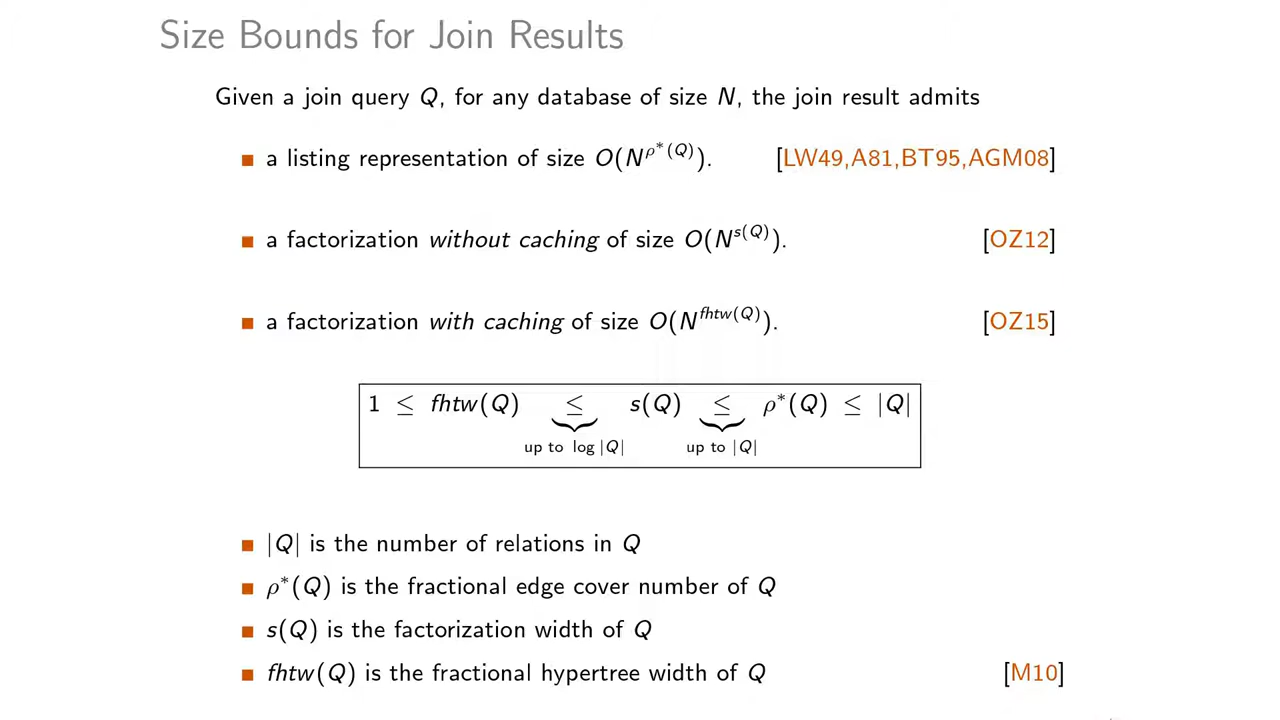 Size Bounds for Join Results
Given a join query Q, for any database of size N, the join result admits
■ a listing representation of size O(N^{ρ*(Q)}). [LW49,A81,BT95,AGM08]
■ a factorization without caching of size O(N^{s(Q)}). [OZ12]
■ a factorization with caching of size O(N^{fhtw(Q)}). [OZ15]
1 ≤ fhtw(Q) ≤ s(Q) ≤ ρ*(Q) ≤ |Q|
up to log |Q| up to |Q|
■ |Q| is the number of relations in Q
■ ρ*(Q) is the fractional edge cover number of Q
■ s(Q) is the factorization width of Q
■ fhtw(Q) is the fractional hypertree width of Q [M10]